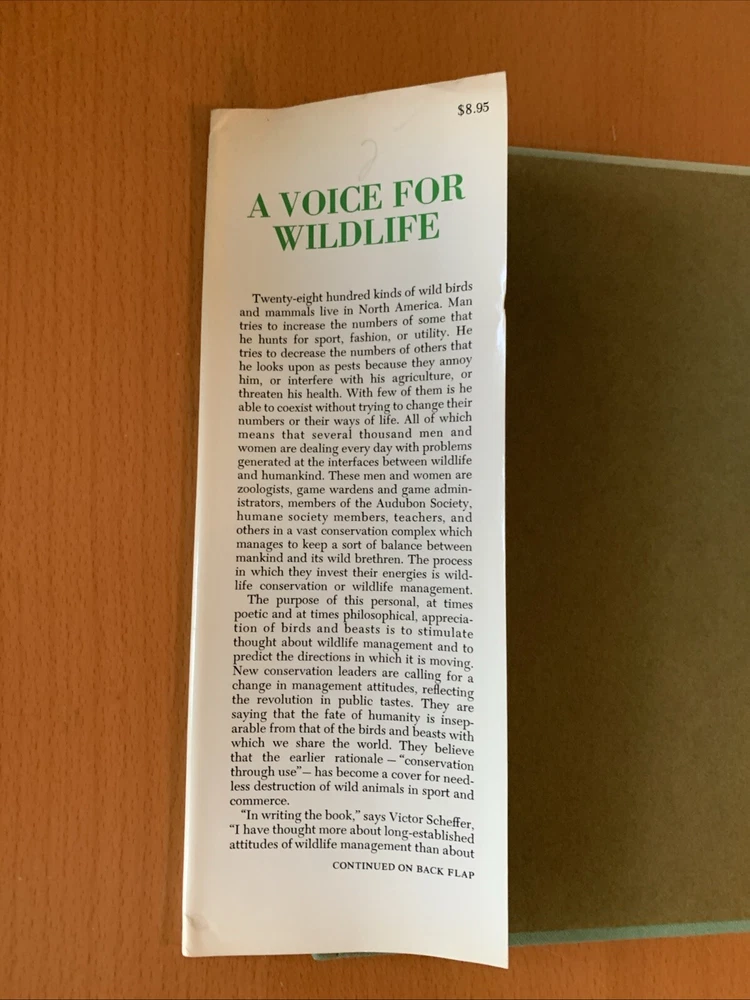 $8.95
A VOICE FOR
WILDLIFE
Twenty-eight hundred kinds of wild birds
and mammals live in North America. Man
tries to increase the numbers of some that
he hunts for sport, fashion, or utility. He
tries to decrease the numbers of others that
he looks upon as pests because they annoy
him, or interfere with his agriculture, or
threaten his health. With few of them is he
able to coexist without trying to change their
numbers or their ways of life. All of which
means that several thousand men and
women are dealing every day with problems
generated at the interfaces between wildlife
and humankind. These men and women are
zoologists, game wardens and game admin-
istrators, members of the Audubon Society,
humane society members, teachers, and
others in a vast conservation complex which
manages to keep a sort of balance between
mankind and its wild brethren. The process
in which they invest their energies is wild-
life conservation or wildlife management.
The purpose of this personal, at times
poetic and at times philosophical, apprecia-
tion of birds and beasts is to stimulate
thought about wildlife management and to
predict the directions in which it is moving.
New conservation leaders are calling for a
change in management attitudes, reflecting
the revolution in public tastes. They are
saying that the fate of humanity is insep-
arable from that of the birds and beasts with
which we share the world. They believe
that the earlier rationale — “conservation
through use”— has become a cover for need-
less destruction of wild animals in sport and
commerce.
“In writing the book,” says Victor Scheffer,
“I have thought more about long-established
attitudes of wildlife management than about
CONTINUED ON BACK FLAP